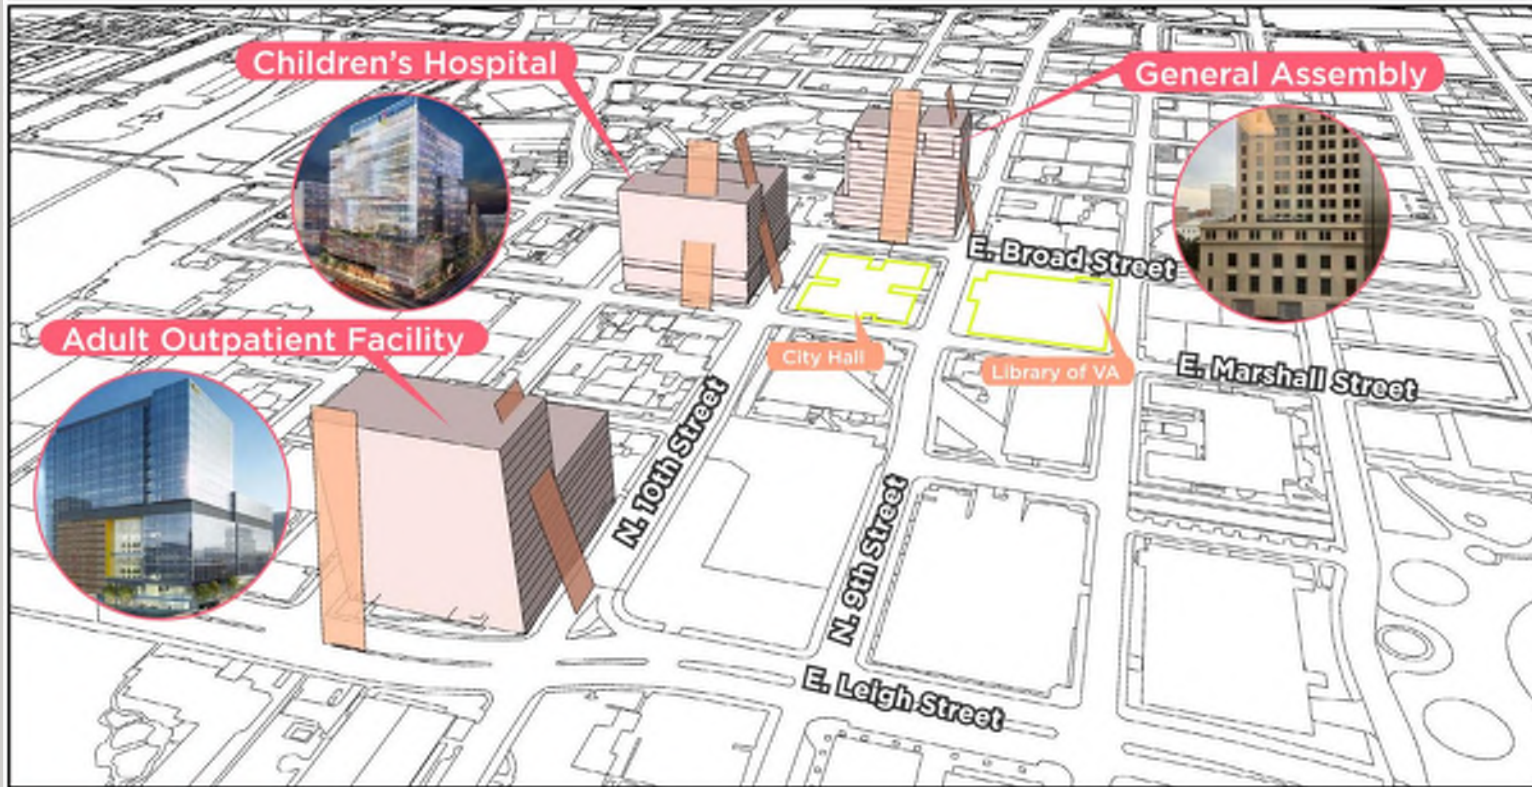 Children's Hospital
General Assembly
E. Broad Street
City Hall
Library of VA
Adult Outpatient Facility
E. Marshall Street
N. 10th Street
N. 9th Street
E. Leigh Street